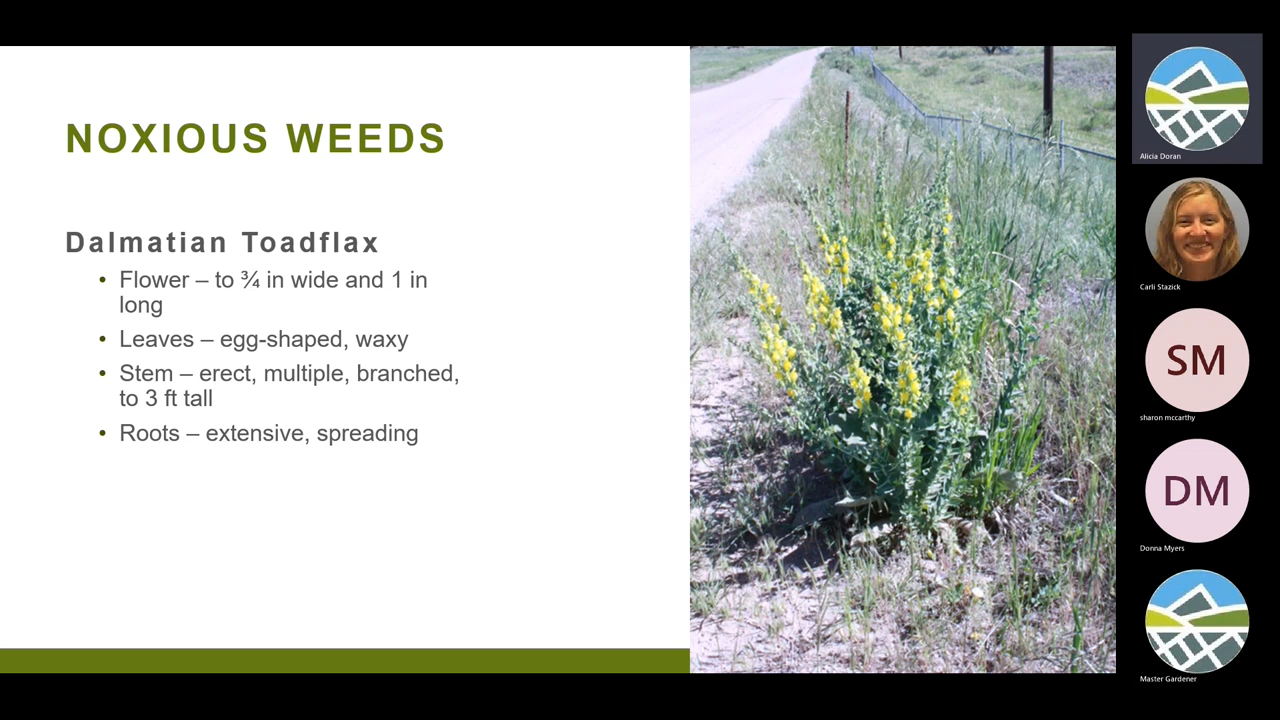 NOXIOUS WEEDS
Dalmatian Toadflax
• Flower – to ¾ in wide and 1 in
long
• Leaves – egg-shaped, waxy
• Stem – erect, multiple, branched,
to 3 ft tall
• Roots – extensive, spreading
Alicia Doran
Carli Stazick
SM
sharon mccarthy
DM
Donna Myers
Master Gardener